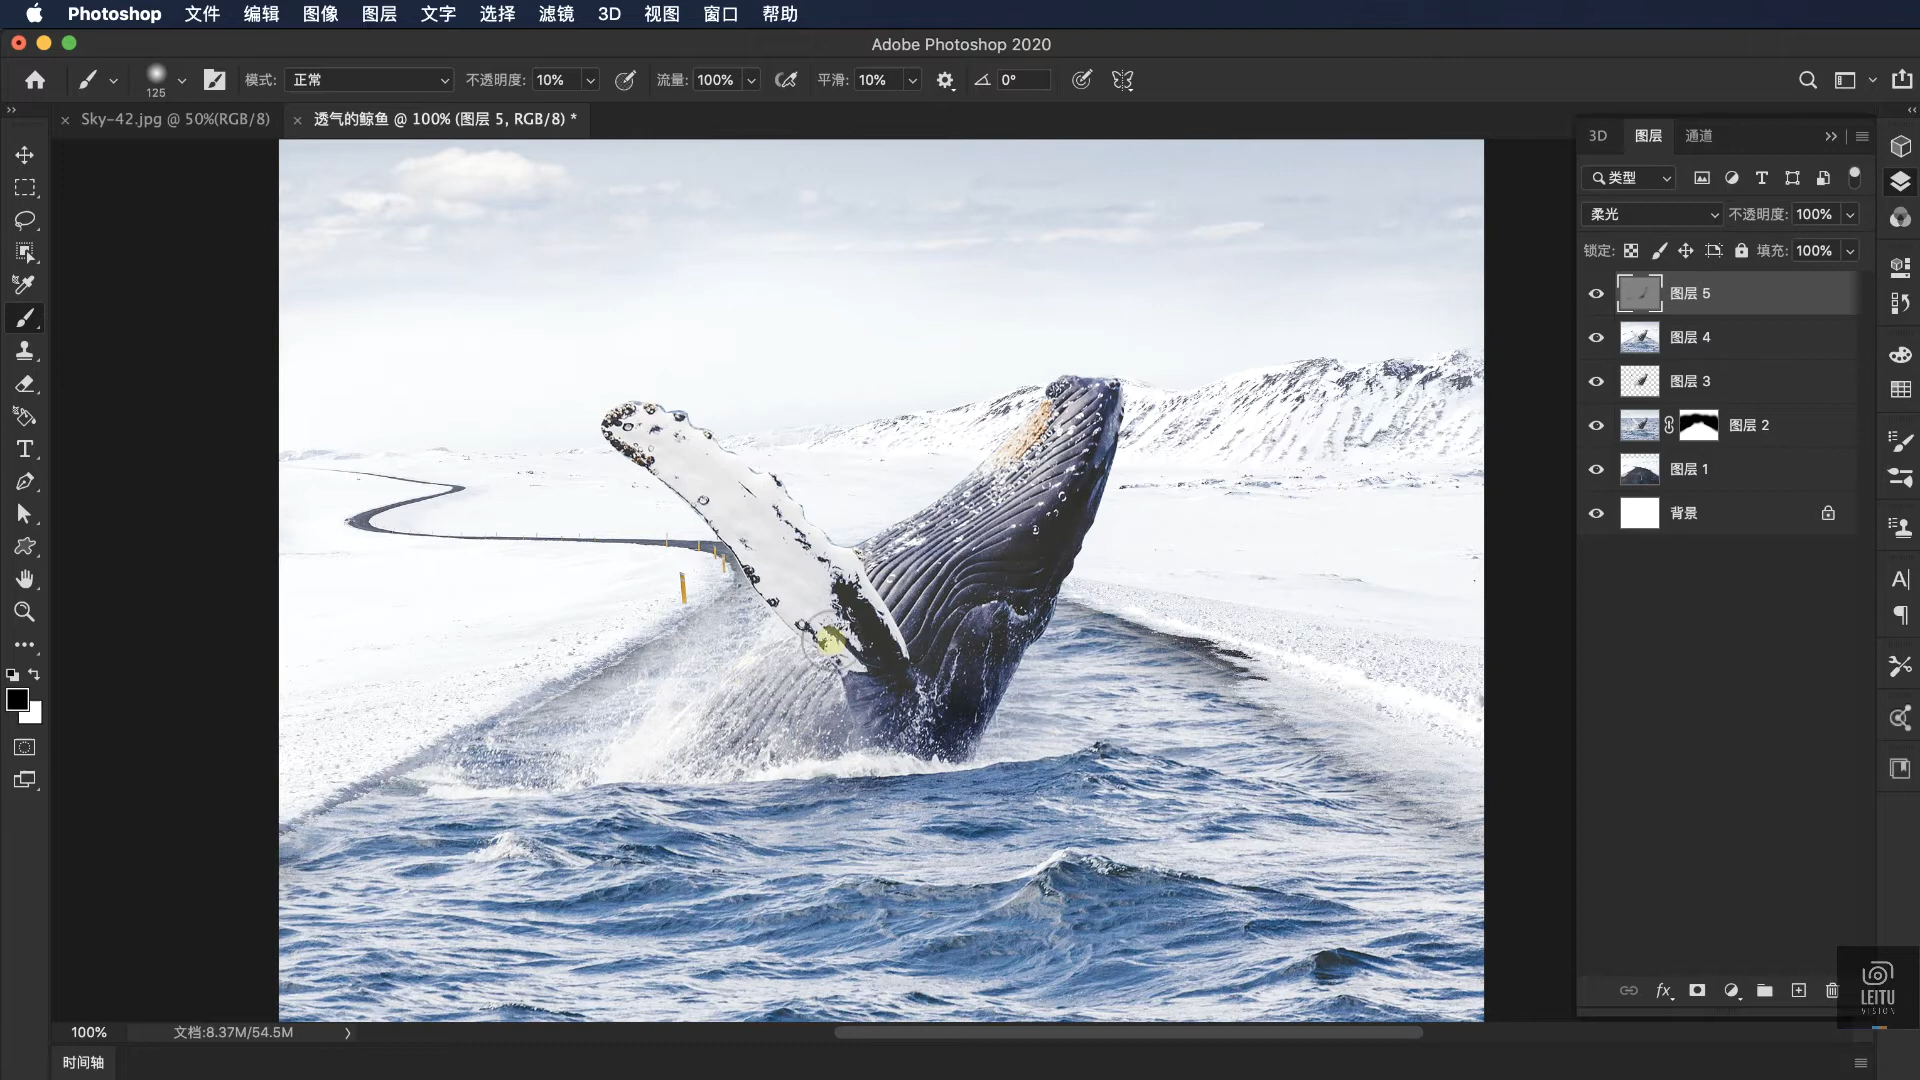 Photoshop 文件 编辑 图像 图层 文字 选择 滤镜 3D 视图 窗口 帮助
Adobe Photoshop 2020
125 模式: 正常 不透明度: 10% 流量: 100% 平滑: 10% 0°
Sky-42.jpg @ 50%(RGB/8) 透气的鲸鱼 @ 100% (图层 5, RGB/8) *
3D 图层 通道
类型
柔光 不透明度: 100%
锁定: 填充: 100%
图层 5
图层 4
图层 3
图层 2
图层 1
背景
fx
LEITU
VISION
100% 文档:8.37M/54.5M
时间轴